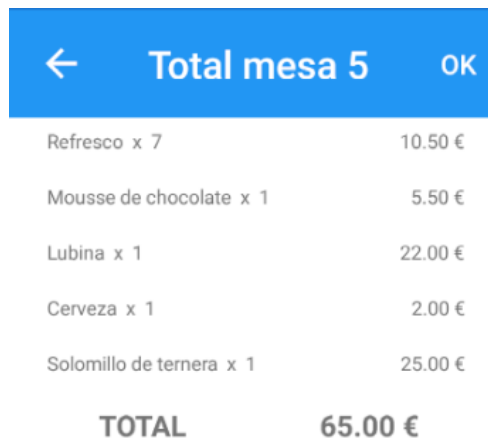 Total mesa 5 OK
Refresco x 7 10.50 €
Mousse de chocolate x 1 5.50 €
Lubina x 1 22.00 €
Cerveza x 1 2.00 €
Solomillo de ternera x 1 25.00 €
TOTAL 65.00 €